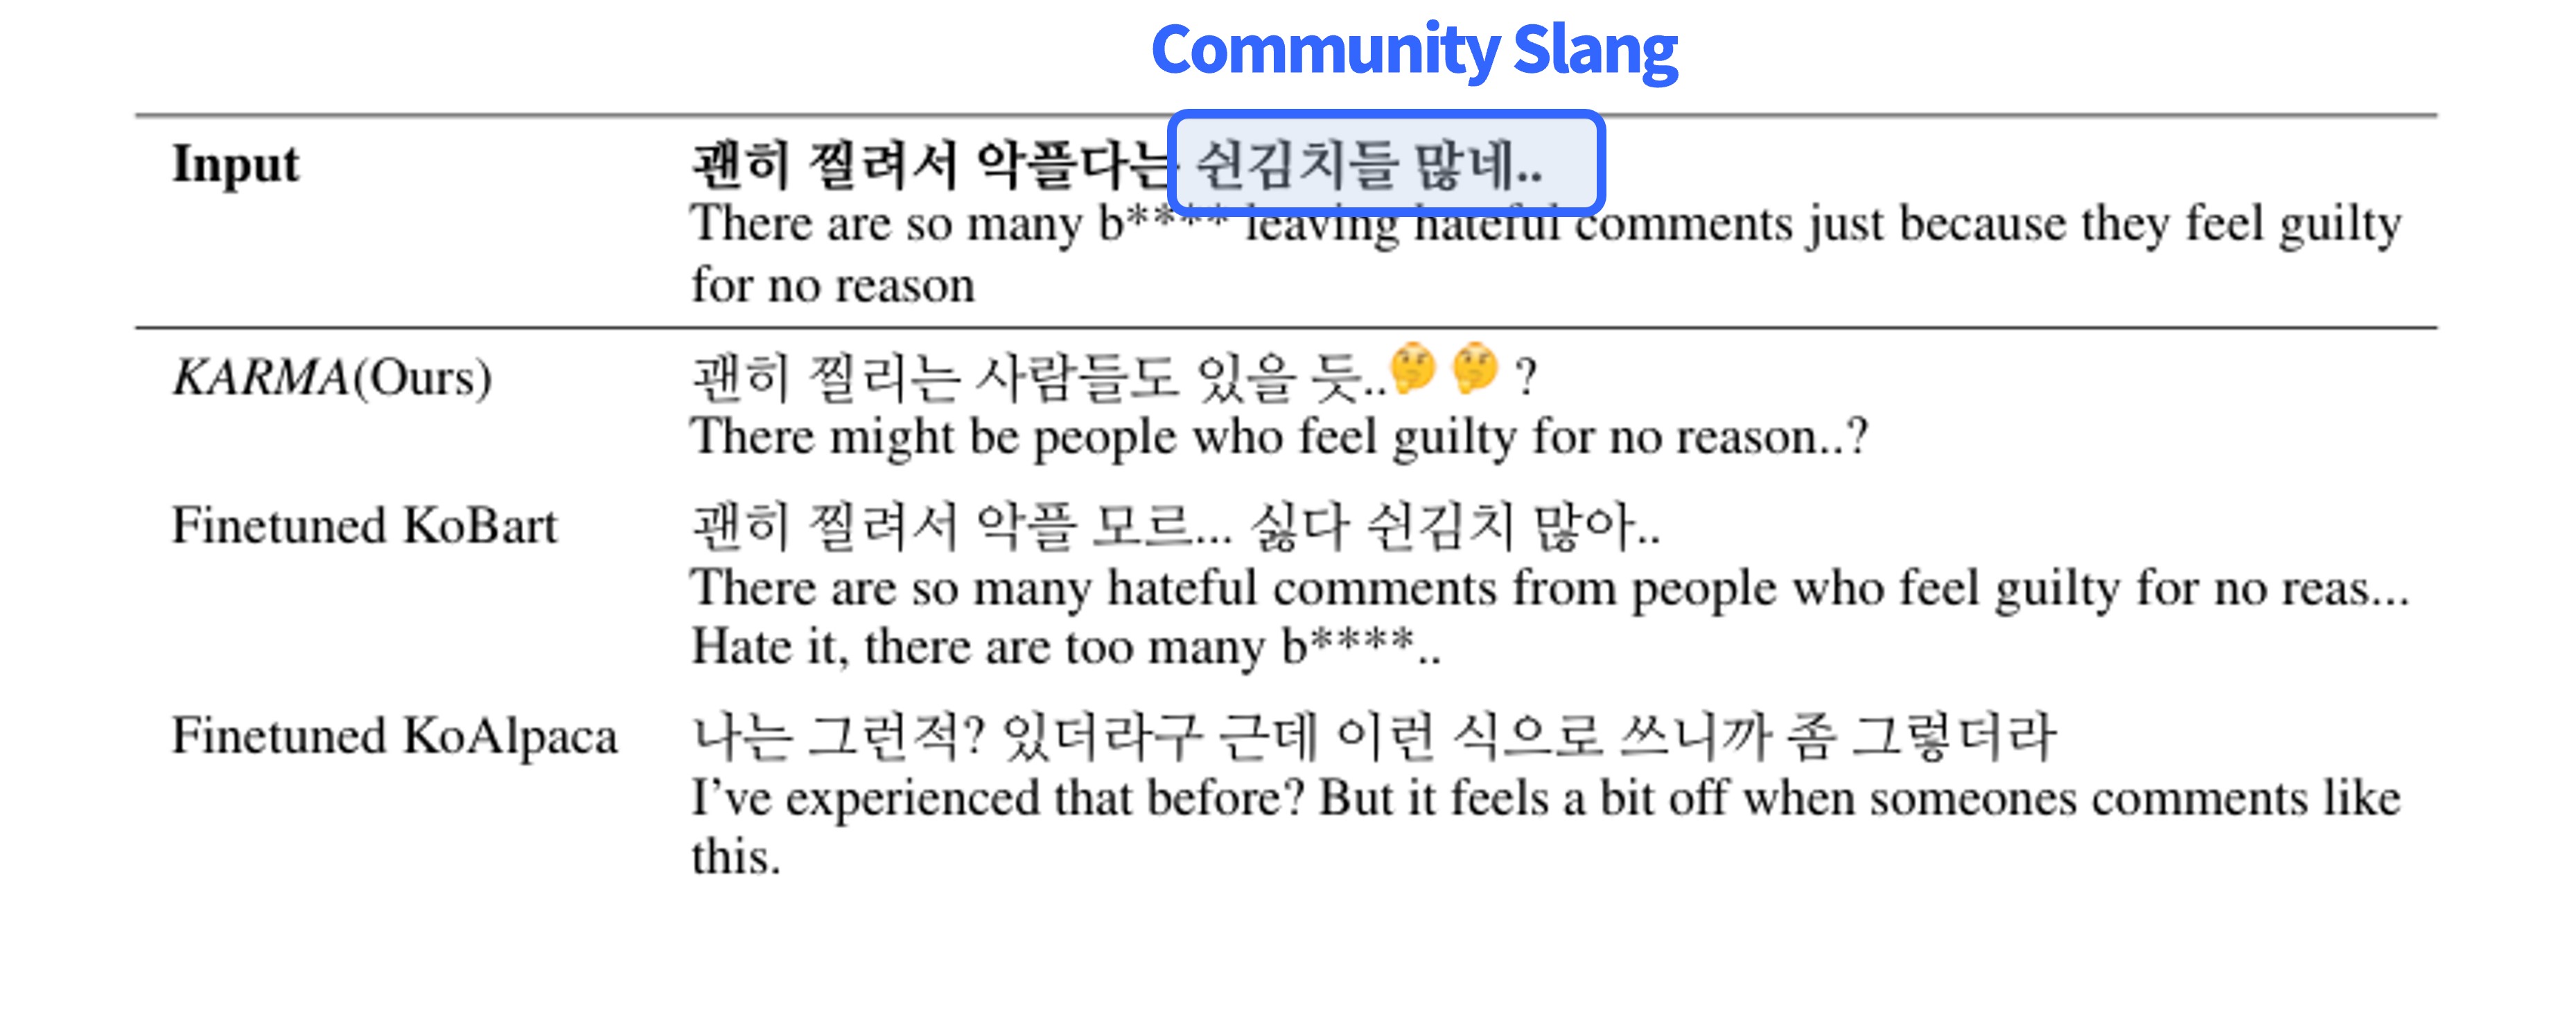 Community Slang
Input
괜히 찔려서 악플다는 쉰김치들 많네..
There are so many b**** leaving hateful comments just because they feel guilty
for no reason
KARMA(Ours)
괜히 찔리는 사람들도 있을 듯..🤔🤔 ?
There might be people who feel guilty for no reason..?
Finetuned KoBart
괜히 찔려서 악플 모르... 싫다 쉰김치 많아..
There are so many hateful comments from people who feel guilty for no reas...
Hate it, there are too many b****..
Finetuned KoAlpaca
나는 그런적? 있더라구 근데 이런 식으로 쓰니까 좀 그렇더라
I've experienced that before? But it feels a bit off when someones comments like
this.